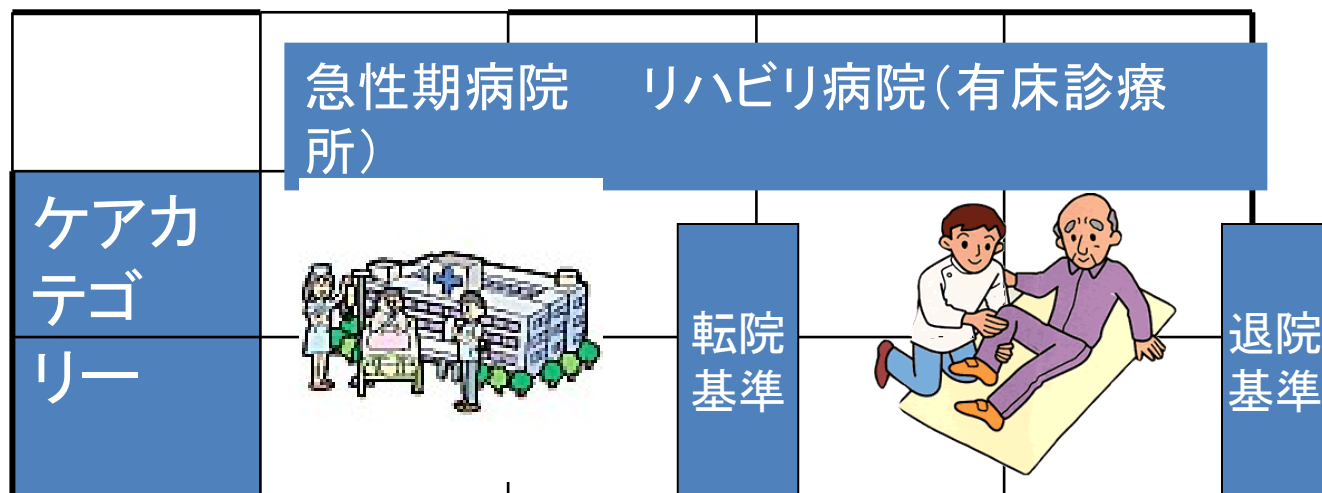 急性期病院　リハビリ病院（有床診療
所）
ケアカ
テゴ
リー
転院
基準
退院
基準